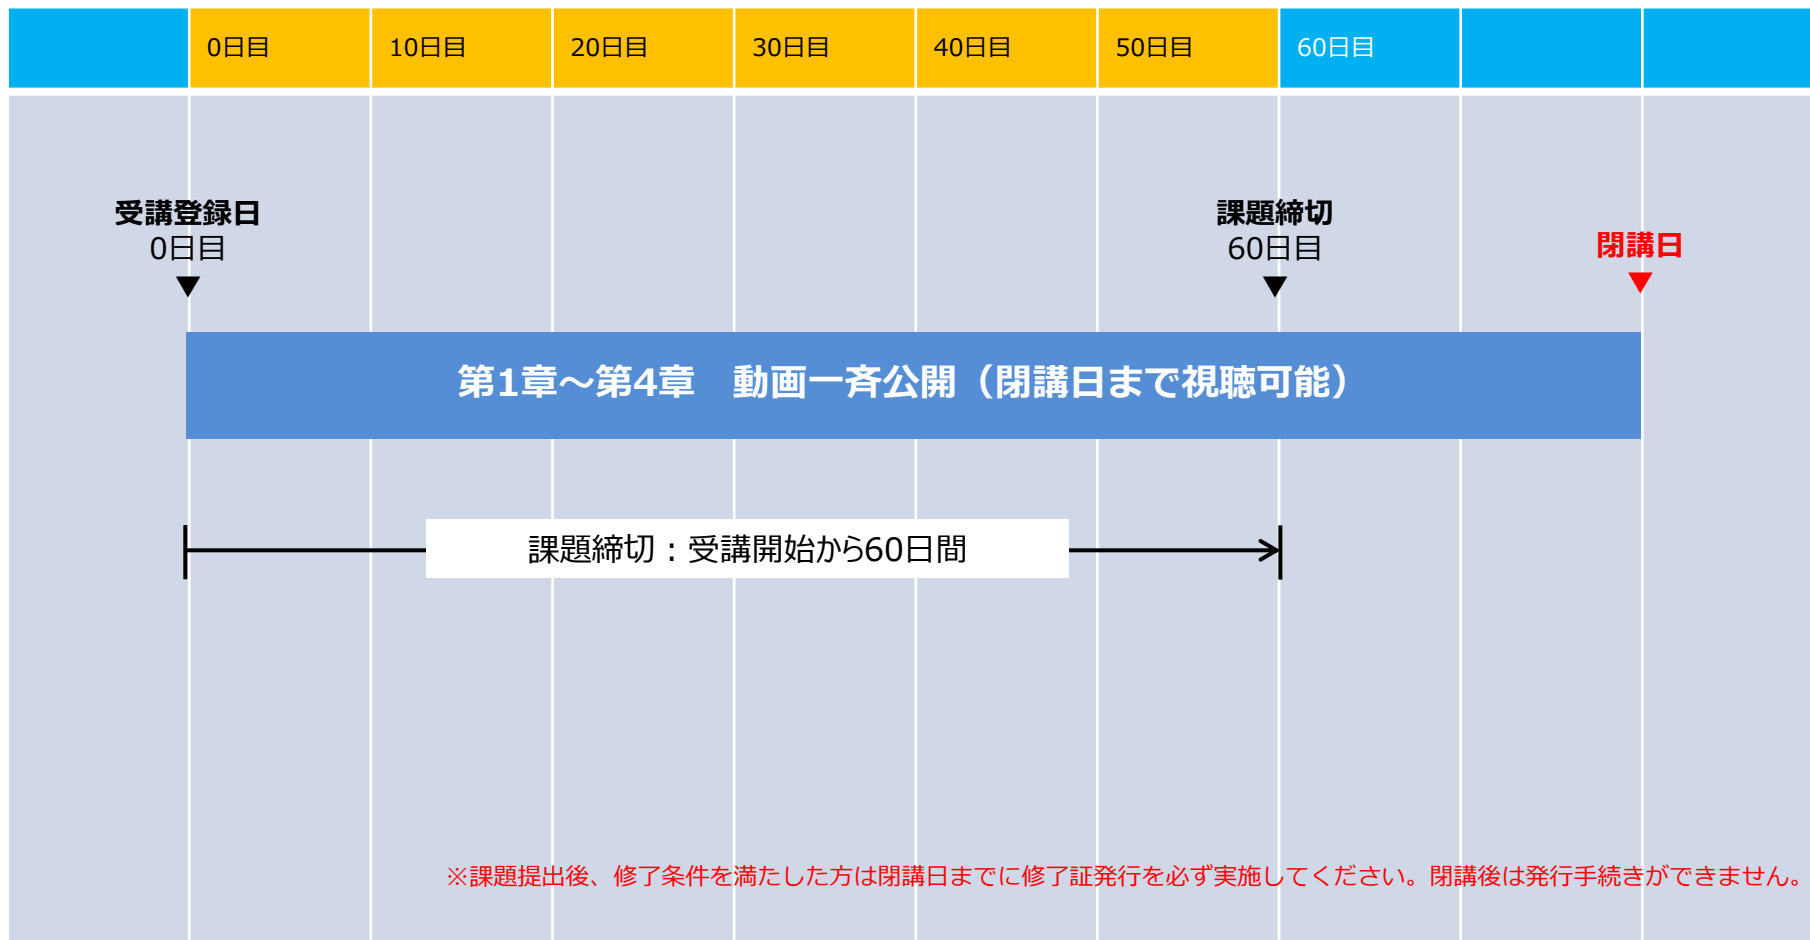 0日目
10日目
20日目
30日目
40日目
50日目
60日目
受講登録日
0日目
課題締切
60日目
閉講日
第1章～第4章　動画一斉公開（閉講日まで視聴可能）
課題締切：受講開始から60日間
※課題提出後、修了条件を満たした方は閉講日までに修了証発行を必ず実施してください。閉講後は発行手続きができません。